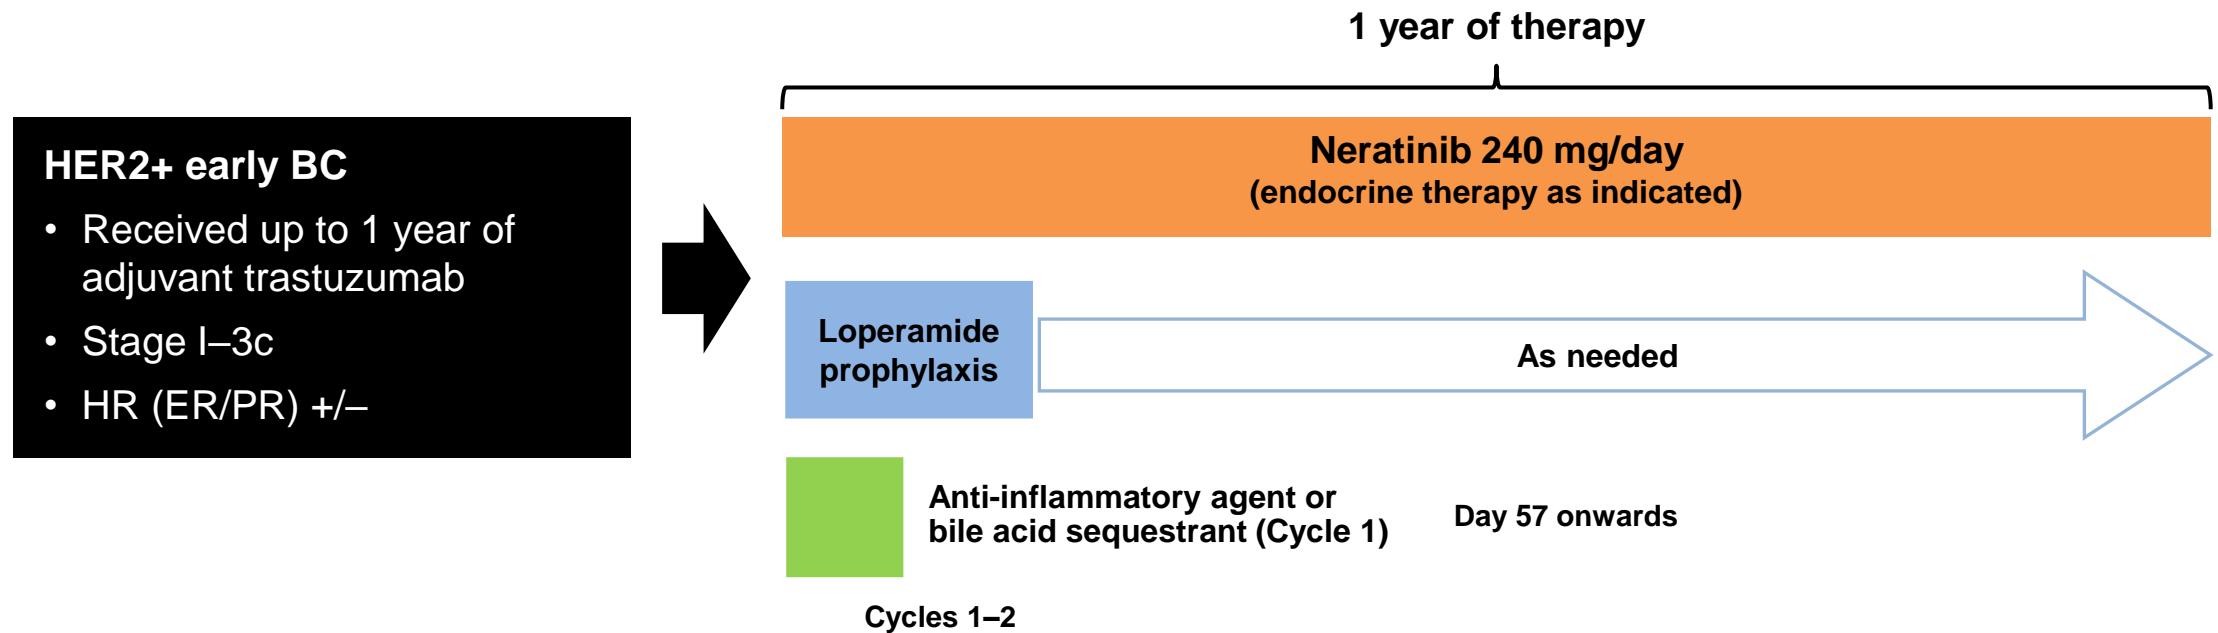 1 year of therapy
HER2+ early BC
• Received up to 1 year of
adjuvant trastuzumab
• Stage I–3c
• HR (ER/PR) +/–
Neratinib 240 mg/day
(endocrine therapy as indicated)
Loperamide
prophylaxis
As needed
Anti-inflammatory agent or
bile acid sequestrant (Cycle 1)
Day 57 onwards
Cycles 1–2